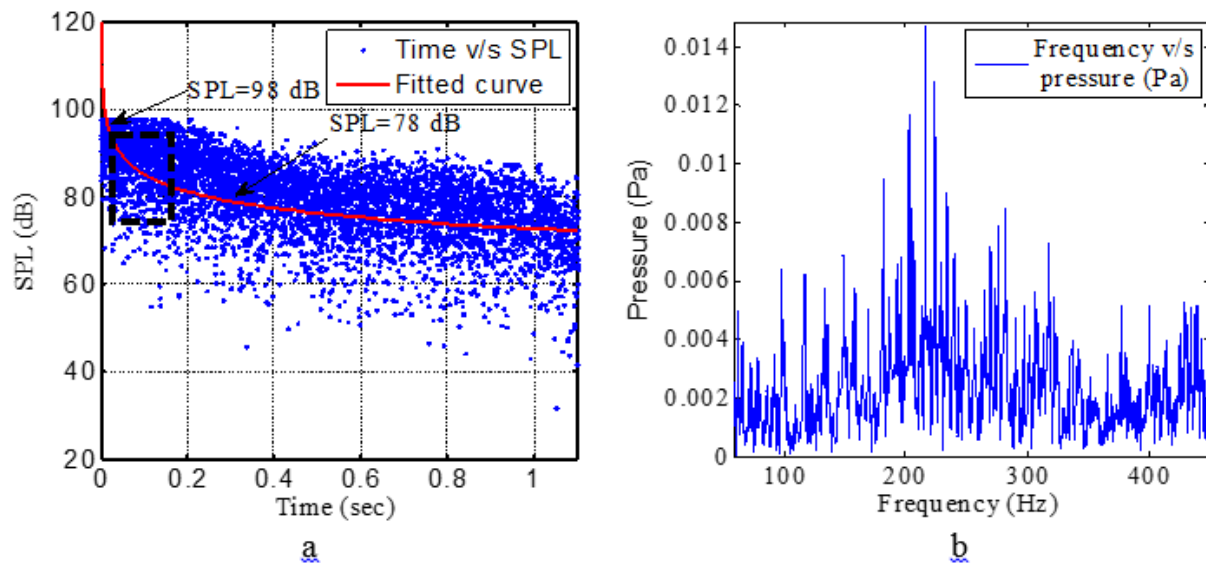 120
100
80
60
40
20
SPL (dB)
Time v/s SPL
Fitted curve
SPL=98 dB
SPL=78 dB
0
0.2
0.4
0.6
0.8
1
Time (sec)
a
0.014
0.012
0.01
0.008
0.006
0.004
0.002
0
Pressure (Pa)
Frequency v/s
pressure (Pa)
100
200
300
400
Frequency (Hz)
b